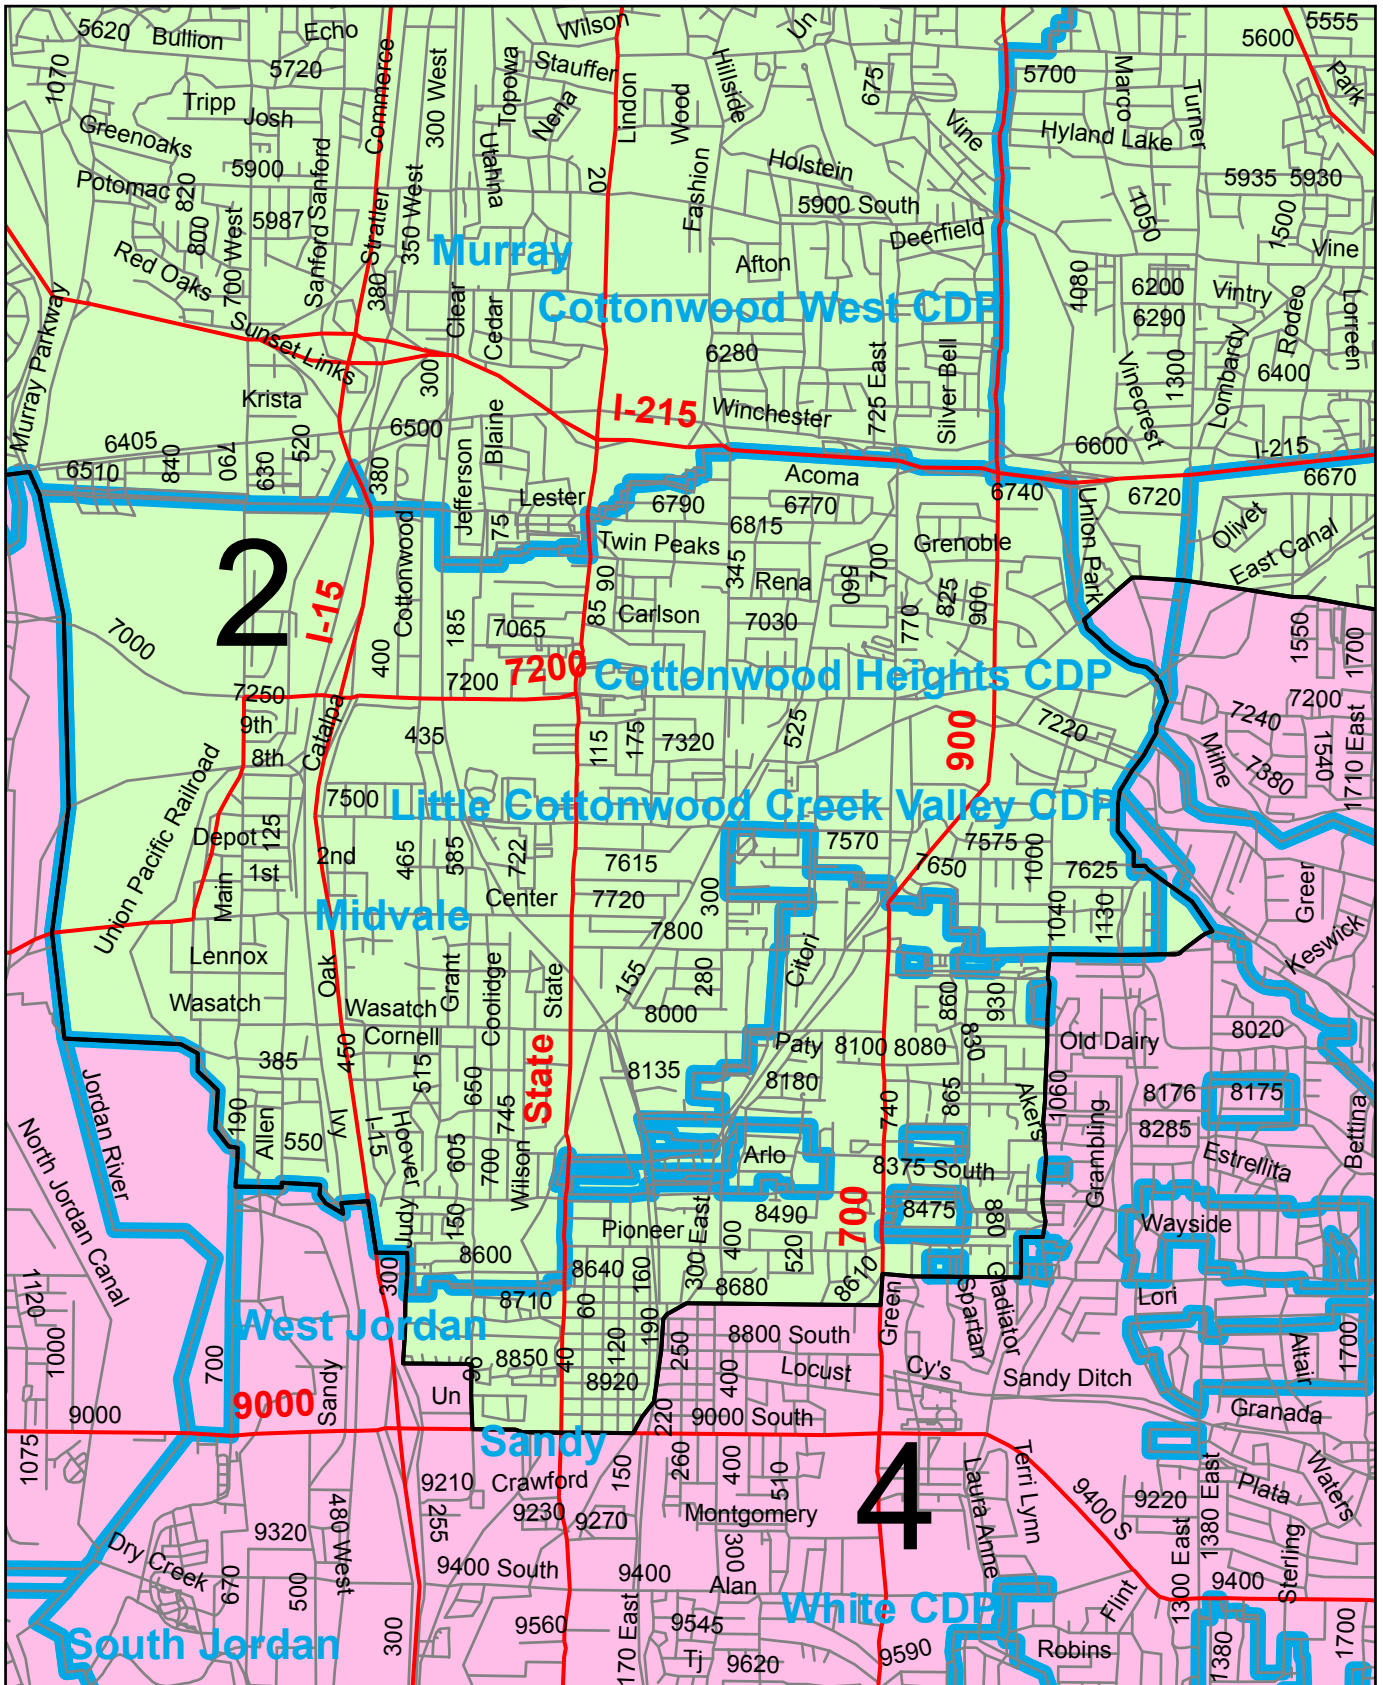 5620
Bullion
Echo
Wilson
Un
5555
5600
1070
5720
Commerce
300 West
Topowa
Stauffer
Nena
Lindon
Wood
Hillside
675
5700
Marco
Turner
Park
Tripp
Josh
Greenoaks
Vine
Hyland Lake
Sanford
Utahna
5900
Potomac
820
Sanford
350 West
20
Fashion
Holstein
5900 South
5935
5930
800
700 West
5987
Stratler
Deerfield
1050
1500
Vine
Murray
Red Oaks
380
Afton
Cottonwood West CDP
4080
6200
Vintry
6290
Rodeo
Lorreen
Murray Parkway
Sunset Links
Clear
Cedar
6280
725 East
Silver Bell
Vinecrest
1300
Lombardy
6400
Krista
300
I-215
Winchester
6405
840
790
630
520
6500
Blaine
6600
I-215
6510
380
Jefferson
Acoma
6740
6720
6670
Lester
6790
6770
Union Park
Olivet
2
Cottonwood
775
Twin Peaks
6815
Grenoble
East Canal
I-15
90
345
Rena
560
700
825
900
7000
400
185
7065
85
Carlson
7030
770
1550
1700
7200
7200
Cottonwood Heights CDP
7250
9th
8th
Catalpa
435
115
175
7320
525
900
7220
7240
7200
Milne
7380
1540
1710 East
Union Pacific Railroad
7500
Little Cottonwood Creek Valley CDP
Depot
125
2nd
465
585
722
7615
7570
7650
7575
1000
7625
1st
Main
Center
7720
300
Greer
Midvale
7800
1040
1130
Keswick
Lennox
Oak
Grant
Coolidge
State
155
280
Citori
Wasatch
Wasatch
8000
860
930
Cornell
8020
385
450
515
State
8135
Paty
8100
8080
830
Old Dairy
Jordan River
650
8180
865
Akers
1060
8176
8175
North Jordan Canal
190
Allen
550
Ivy
I-15
Hoover
605
745
740
Grambling
8285
Bettina
700
Wilson
Arlo
8375 South
Estrellita
Judy
150
Pioneer
300 East
400
8490
700
8475
880
Wayside
8600
8640
160
520
8610
1120
300
8680
Gladiator
Lori
8710
60
Green
Spartan
West Jordan
190
8800 South
1000
700
8850
40
120
250
Locust
Cy's
Altair
1700
96
8920
400
Sandy Ditch
9000
Sandy
Un
9000
220
9000 South
Granada
Sandy
1075
4
9210
Crawford
150
260
400
510
Laura Anne
Terri Lynn
9400 S
9220
1380 East
Plata
Waters
9230
9270
Montgomery
255
Dry Creek
9320
480 West
300
1300 East
Sterling
670
500
9400 South
9400
Alan
Flint
9400
White CDP
South Jordan
300
9560
170 East
9545
Tj
9620
9590
Robins
1380
1700